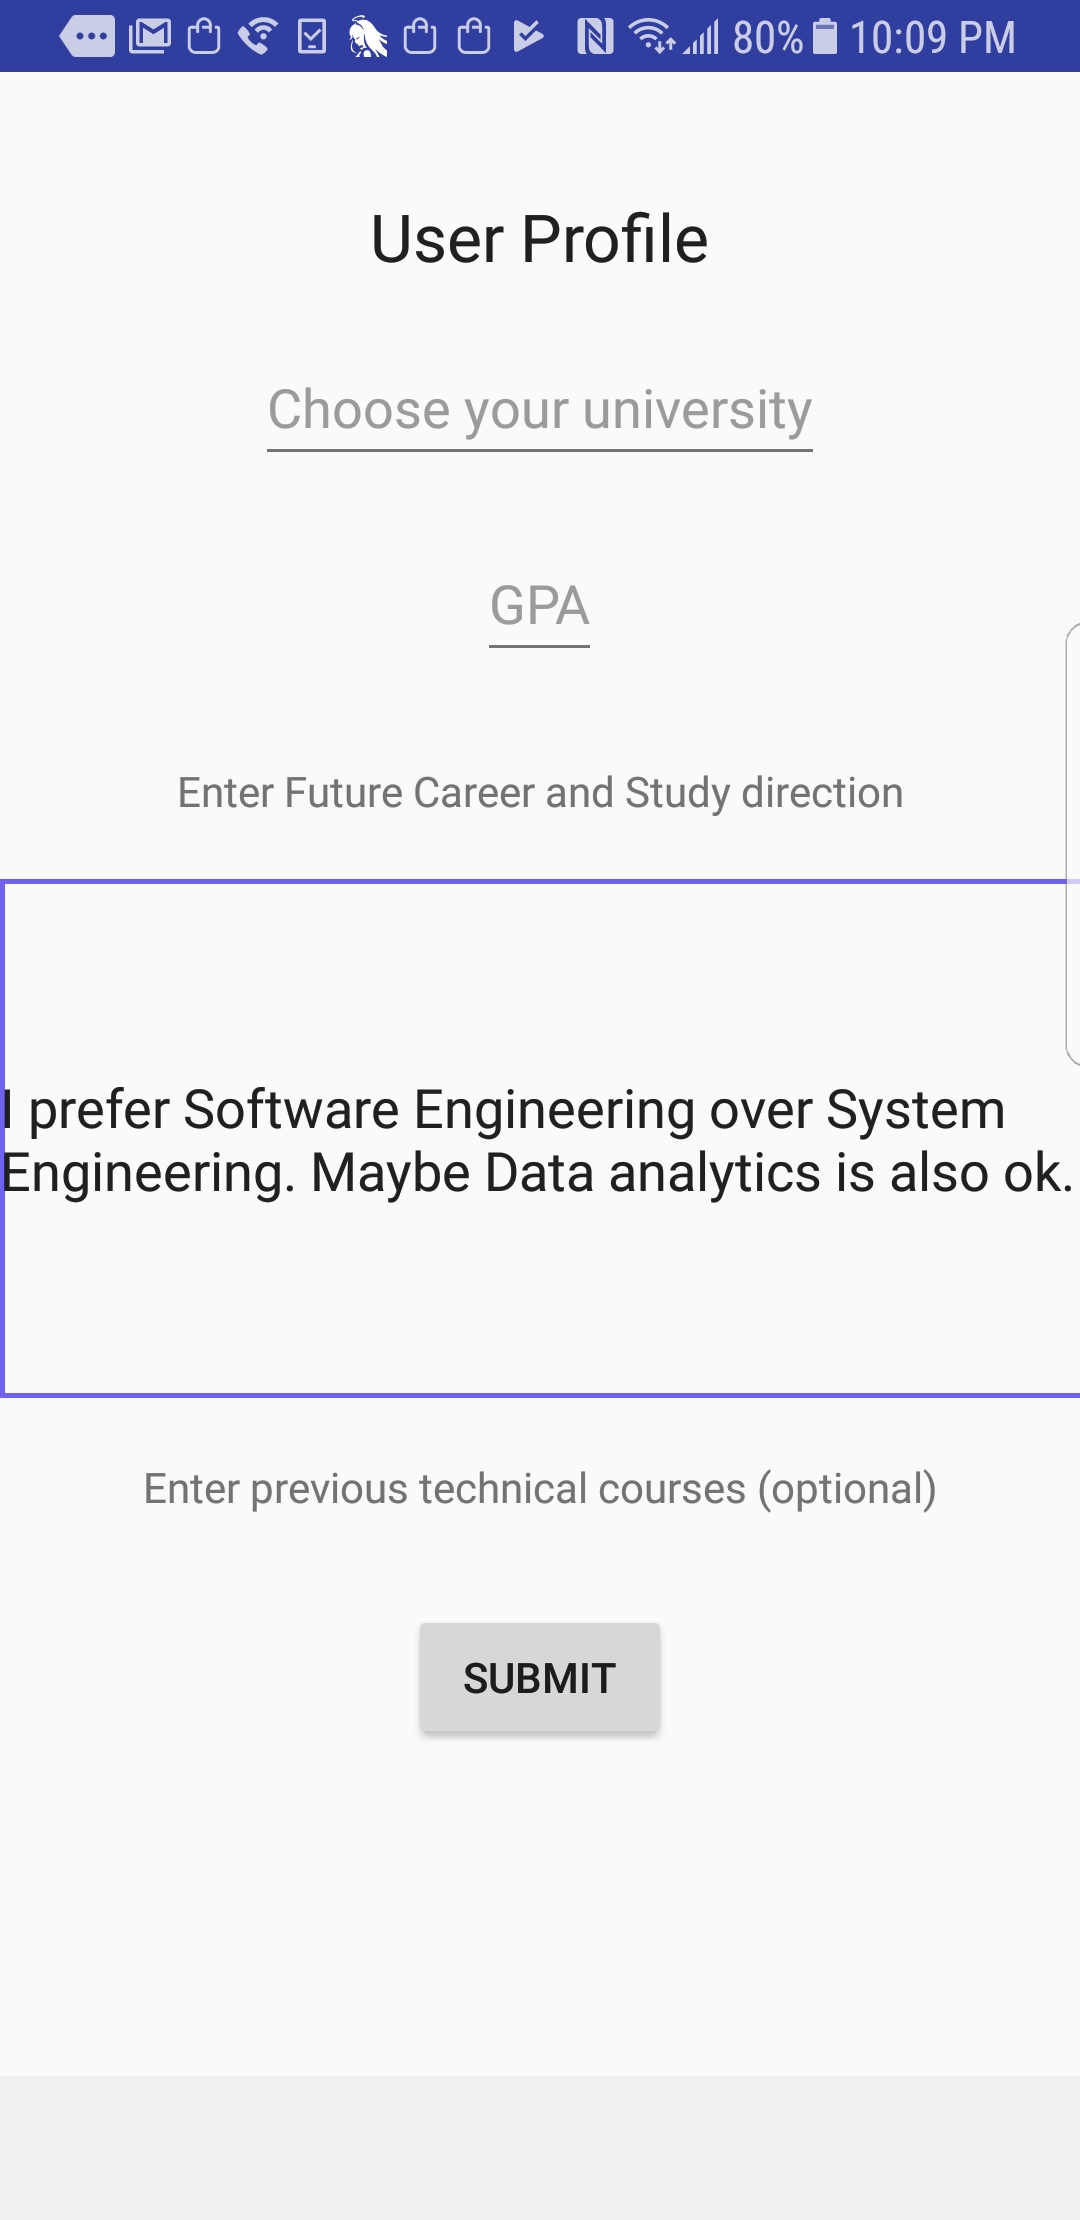 80% 10:09 PM
User Profile
Choose your university
GPA
Enter Future Career and Study direction
I prefer Software Engineering over System
Engineering. Maybe Data analytics is also ok.
Enter previous technical courses (optional)
SUBMIT